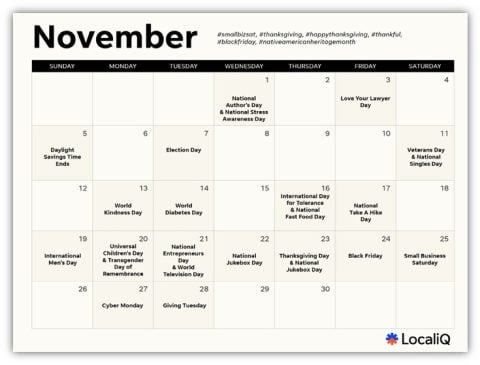 November
#smallbizsat, #thanksgiving, #happythanksgiving, #thankful,
#blackfriday, #nativeamericanheritagemonth
SUNDAY MONDAY TUESDAY WEDNESDAY THURSDAY FRIDAY SATURDAY
1 2 3 4
National
Author's Day
& National Stress
Awareness Day
Love Your Lawyer
Day
5 6 7 8 9 10 11
Daylight
Savings Time
Ends
Election Day
Veterans Day
& National
Singles Day
12 13 14 15 16 17 18
World
Kindness Day
World
Diabetes Day
International Day
for Tolerance
& National
Fast Food Day
National
Take A Hike
Day
19 20 21 22 23 24 25
International
Men's Day
Universal
Children's Day
& Transgender
Day of
Remembrance
National
Entrepreneurs
Day
& World
Television Day
National
Jukebox Day
Thanksgiving Day
& National
Jukebox Day
Black Friday
Small Business
Saturday
26 27 28 29 30
Cyber Monday
Giving Tuesday
LocaliQ